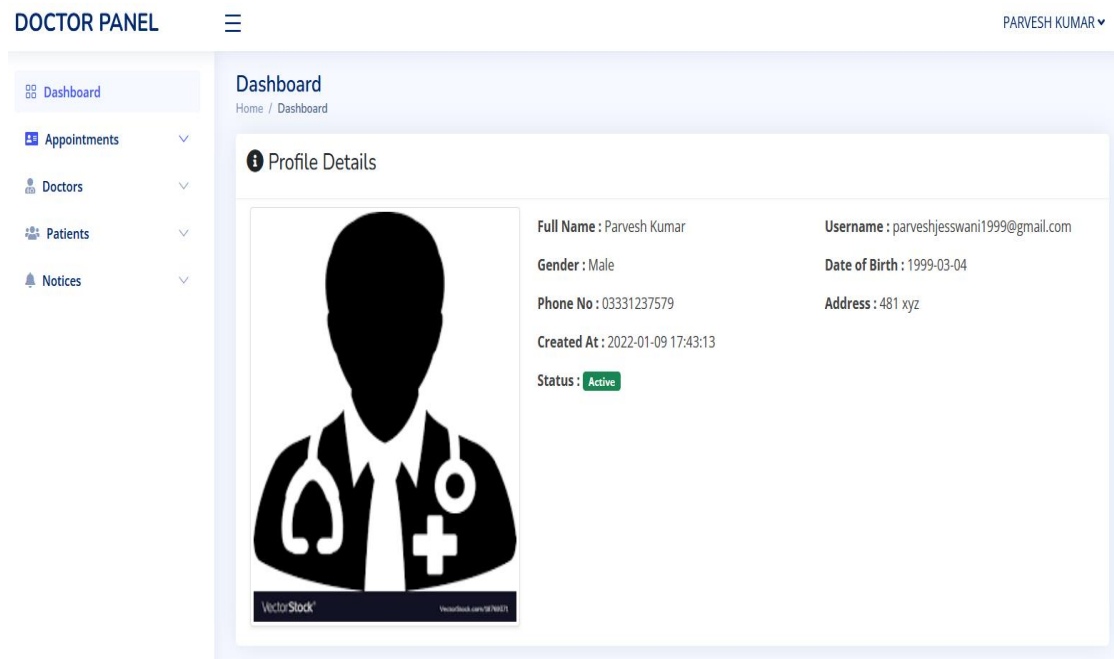 DOCTOR PANEL
PARVESH KUMAR
Dashboard
Appointments
Doctors
Patients
Notices
Dashboard
Home / Dashboard
Profile Details
Full Name : Parvesh Kumar
Username : parveshjesswani1999@gmail.com
Gender : Male
Date of Birth : 1999-03-04
Phone No : 03331237579
Address : 481 xyz
Created At : 2022-01-09 17:43:13
Status : Active
VectorStock®